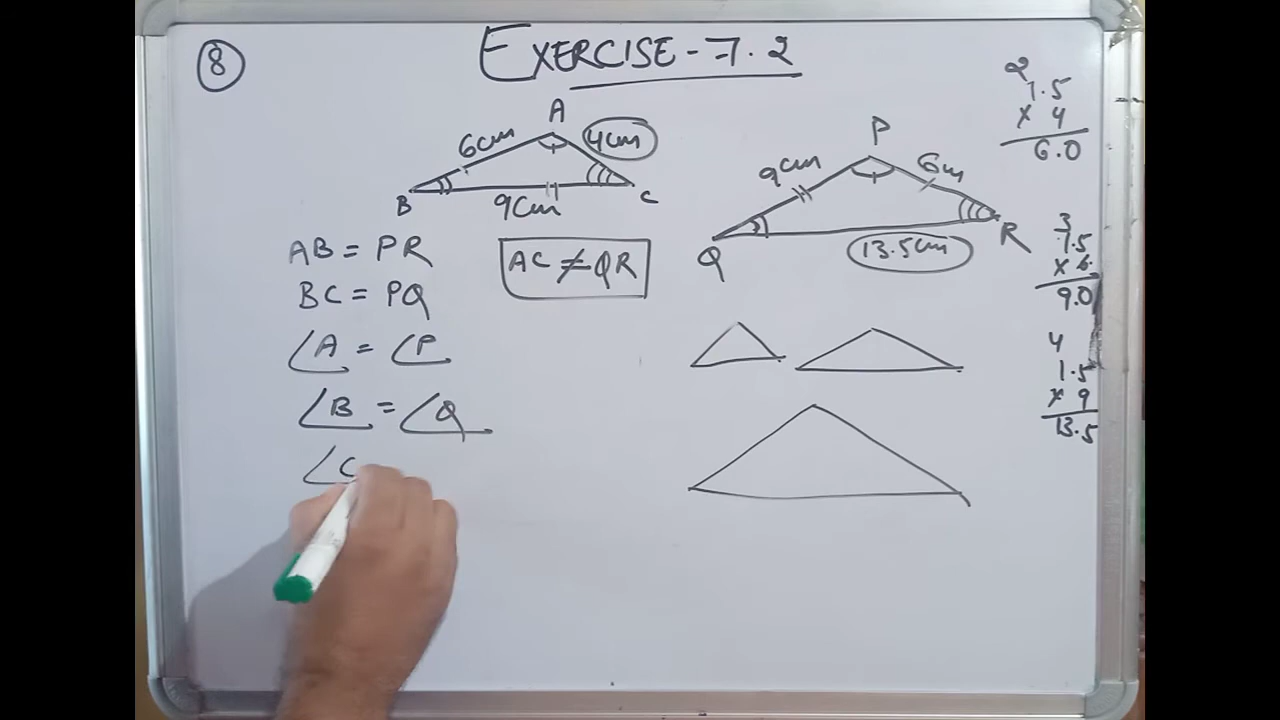 8
EXERCISE - 7.2
A
6cm
4cm
B
9cm
C
P
9cm
6m
Q
13.5cm
R
AB = PR
AC ≠ QR
BC = PQ
∠A = ∠P
∠B = ∠Q
∠C
2
1.5
x 4
6.0
3
1.5
x 6
9.0
4
1.5
x 9
13.5